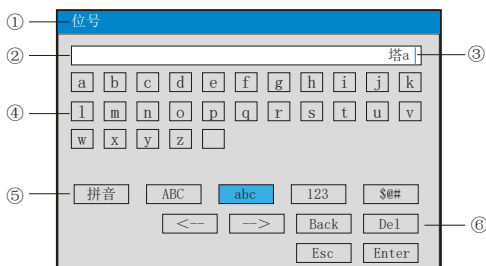 ① 位号
② 塔a ③
a b c d e f g h i j k
④ l m n o p q r s t u v
w x y z
⑤ 拼音 ABC abc 123 $@#
<-- --> Back Del ⑥
Esc Enter